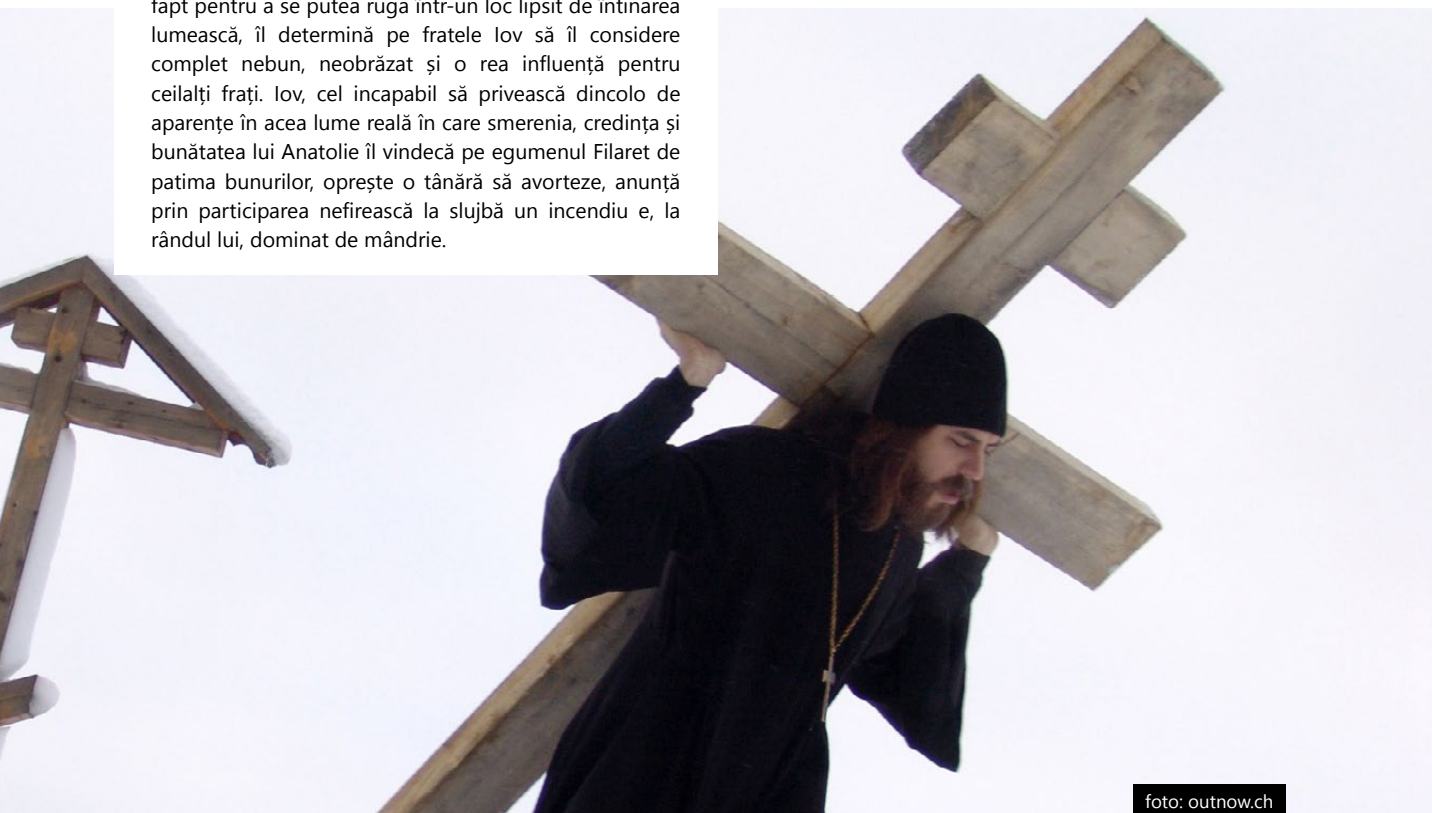 fapt pentru a se putea ruga într-un loc lipsit de întinarea
lumească, îl determină pe fratele Iov să îl considere
complet nebun, neobrăzat și o rea influență pentru
ceilalți frați. Iov, cel incapabil să privească dincolo de
aparențe în acea lume reală în care smerenia, credința și
bunătatea lui Anatolie îl vindecă pe egumenul Filaret de
patima bunurilor, oprește o tânără să avorteze, anunță
prin participarea nefirească la slujbă un incendiu e, la
rândul lui, dominat de mândrie.
foto: outnow.ch